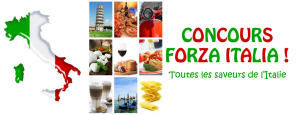 CONCOURS
FORZA ITALIA !
Toutes les saveurs de l'Italie